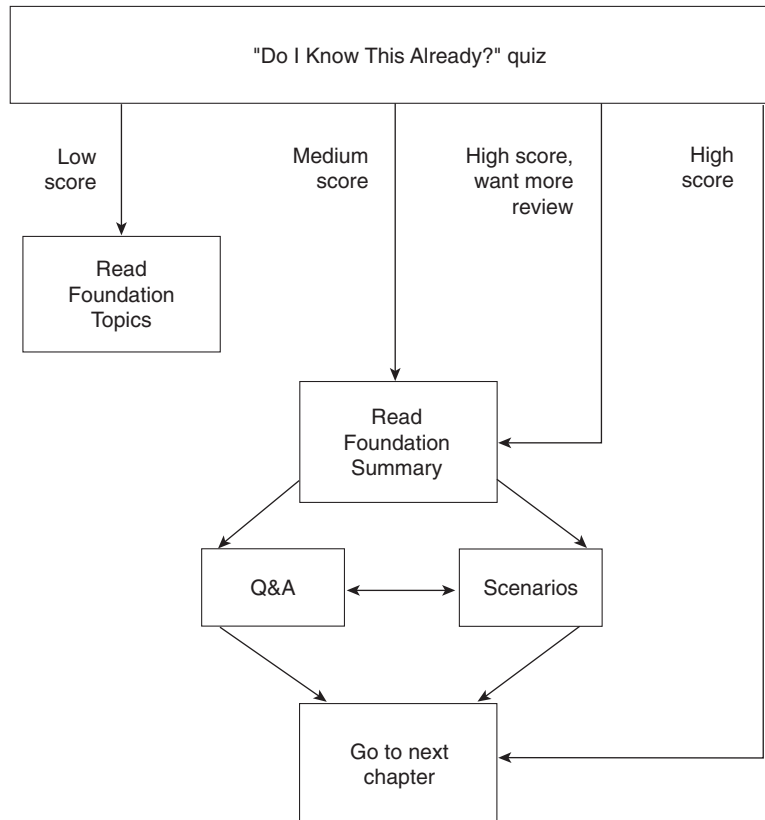 "Do I Know This Already?" quiz
Low
score
Medium
score
High score,
want more
review
High
score
Read
Foundation
Topics
Read
Foundation
Summary
Q&A
Scenarios
Go to next
chapter